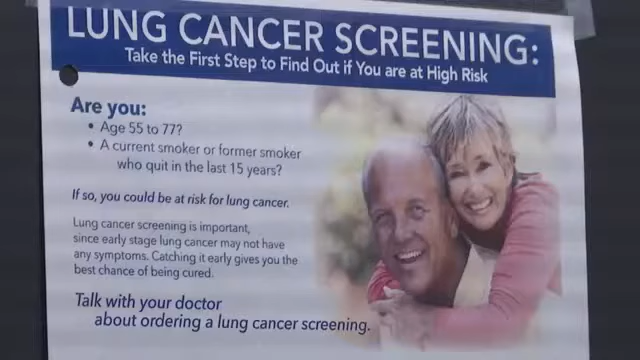 LUNG CANCER SCREENING:
Take the First Step to Find Out if You are at High Risk
Are you:
• Age 55 to 77?
• A current smoker or former smoker
who quit in the last 15 years?
If so, you could be at risk for lung cancer.
Lung cancer screening is important,
since early stage lung cancer may not have
any symptoms. Catching it early gives you the
best chance of being cured.
Talk with your doctor
about ordering a lung cancer screening.